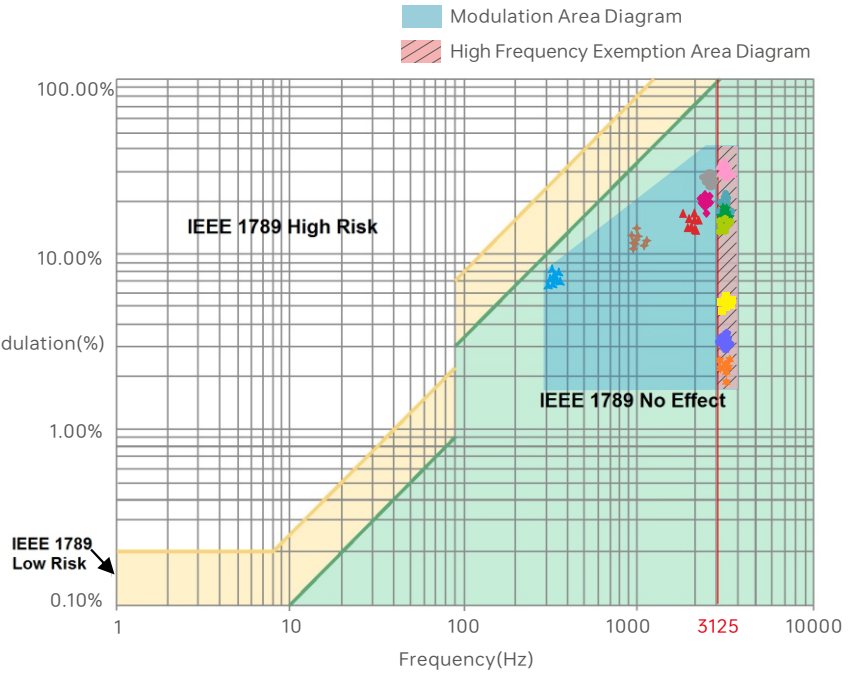 Modulation Area Diagram
High Frequency Exemption Area Diagram
100.00%
IEEE 1789 High Risk
10.00%
dulation(%)
IEEE 1789 No Effect
1.00%
IEEE 1789
Low Risk
0.10%
1 10 100 1000 3125 10000
Frequency(Hz)